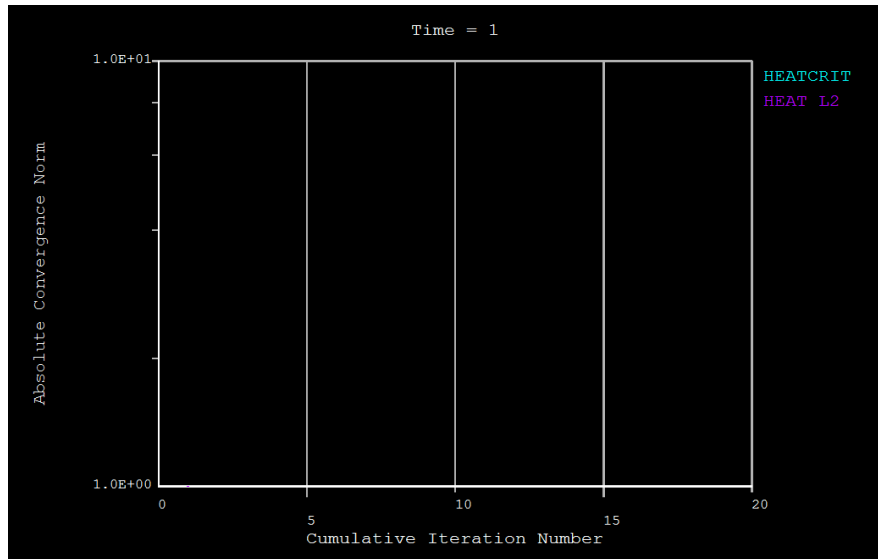 Time = 1
1.0E+01
HEATCRIT
HEAT L2
Absolute Convergence Norm
1.0E+00
0
5
10
15
20
Cumulative Iteration Number